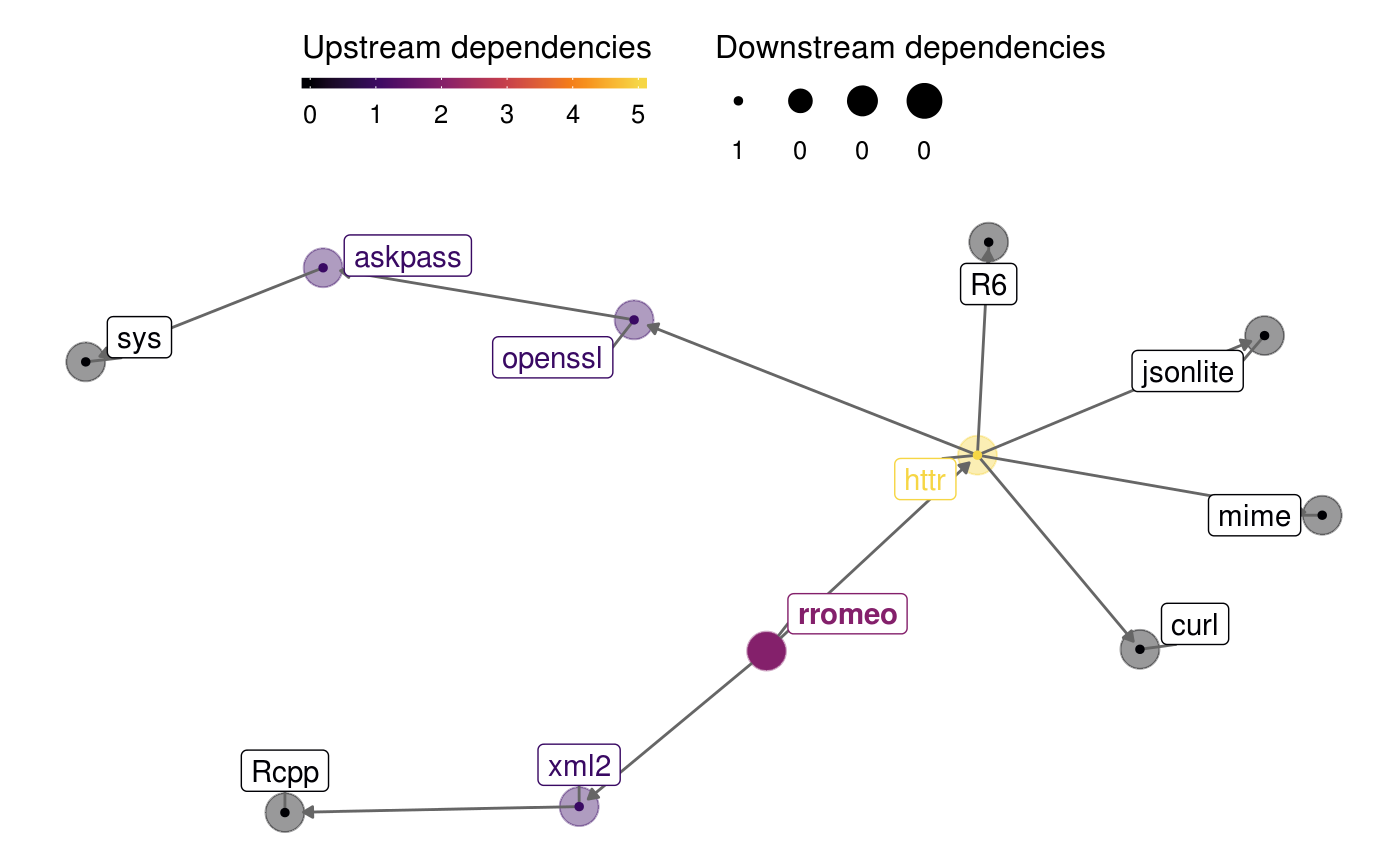 Upstream dependencies
0 1 2 3 4 5
Downstream dependencies
1 0 0 0
askpass
R6
sys
openssl
jsonlite
httr
mime
rromeo
curl
xml2
Rcpp